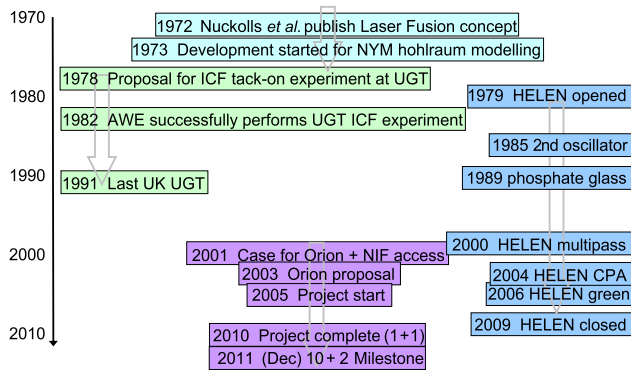 1970
1972 Nuckolls et al. publish Laser Fusion concept
1973 Development started for NYM hohlraum modelling
1978 Proposal for ICF tack-on experiment at UGT
1980
1979 HELEN opened
1982 AWE successfully performs UGT ICF experiment
1985 2nd oscillator
1990
1989 phosphate glass
1991 Last UK UGT
2000
2000 HELEN multipass
2001 Case for Orion + NIF access
2003 Orion proposal
2004 HELEN CPA
2005 Project start
2006 HELEN green
2010
2009 HELEN closed
2010 Project complete (1+1)
2011 (Dec) 10 + 2 Milestone